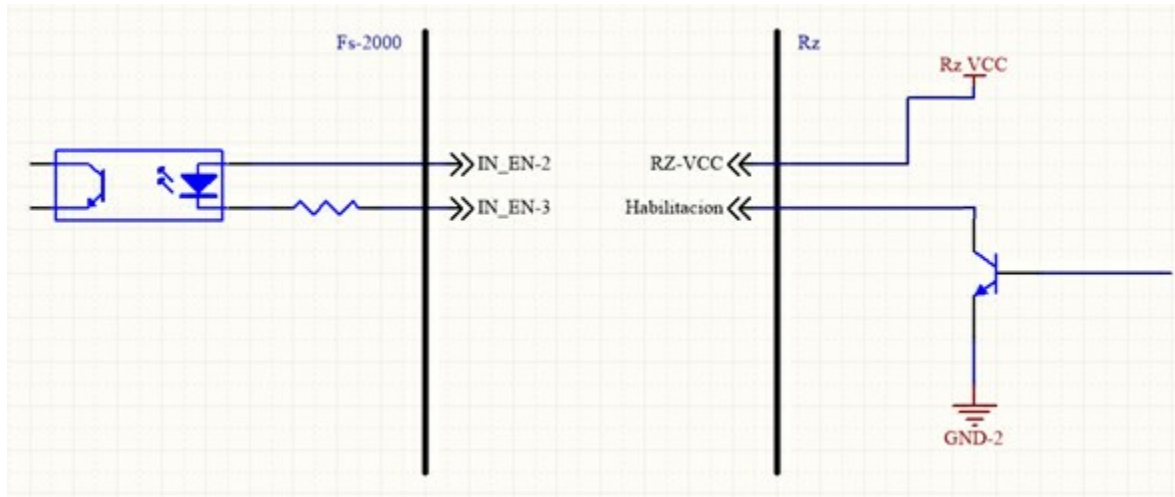 Fs-2000
Rz
Rz VCC
IN_EN-2
RZ-VCC
IN_EN-3
Habilitacion
GND-2